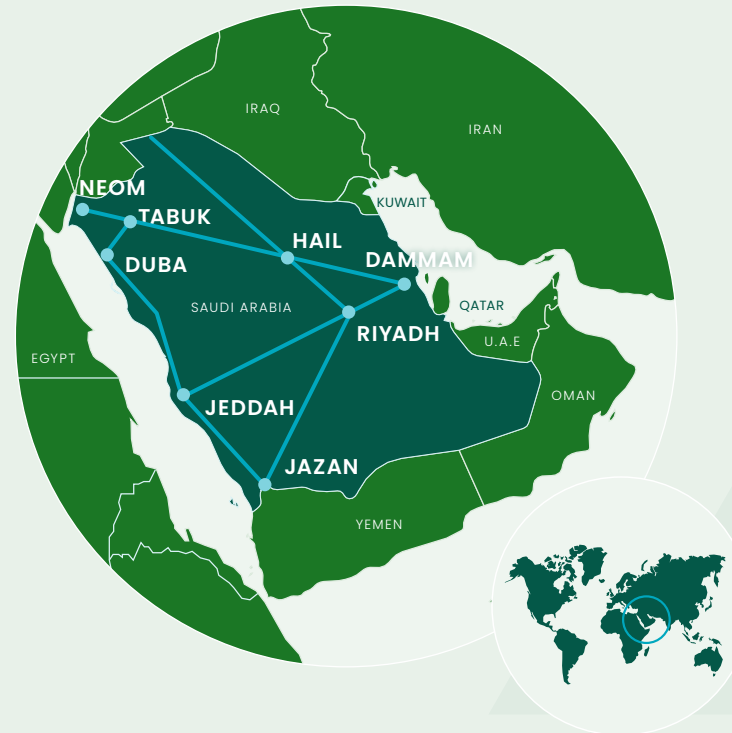 IRAQ
IRAN
NEOM
KUWAIT
TABUK
HAIL
DAMMAM
DUBA
SAUDI ARABIA
QATAR
RIYADH
U.A.E
EGYPT
OMAN
JEDDAH
JAZAN
YEMEN